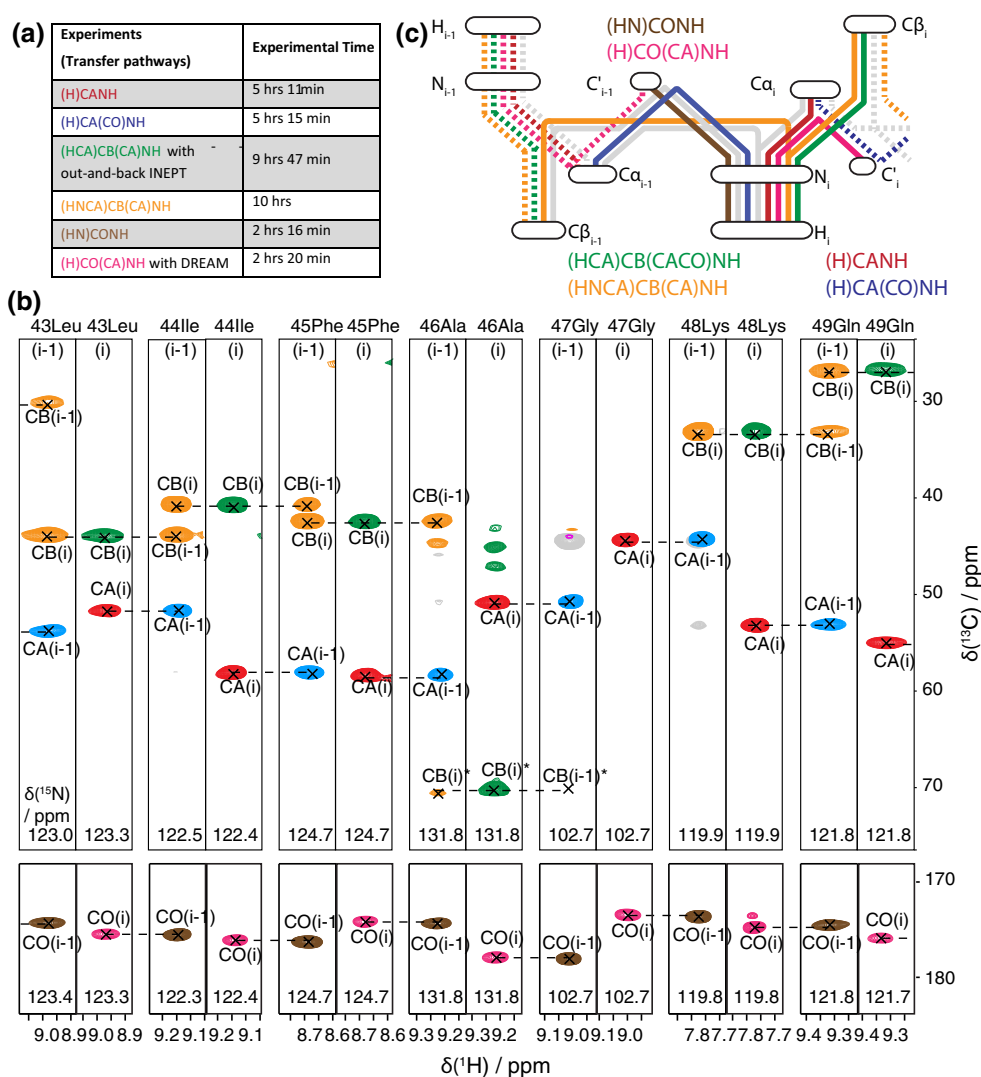 (a)
Experiments
(Transfer pathways)
Experimental Time
(H)CANH
5 hrs 11min
(H)CA(CO)NH
5 hrs 15 min
(HCA)CB(CA)NH with - -
out-and-back INEPT
9 hrs 47 min
(HNCA)CB(CA)NH
10 hrs
(HN)CONH
2 hrs 16 min
(H)CO(CA)NH with DREAM
2 hrs 20 min
(c)
(HN)CONH
(H)CO(CA)NH
Hi-1
Ni-1
C'i-1
Cαi
Cβi
Cαi-1
Ni
C'i
Cβi-1
Hi
(HCA)CB(CACO)NH
(HNCA)CB(CA)NH
(H)CANH
(H)CA(CO)NH
(b)
43Leu 43Leu 44Ile 44Ile 45Phe 45Phe 46Ala 46Ala 47Gly 47Gly 48Lys 48Lys 49Gln 49Gln
(i-1) (i) (i-1) (i) (i-1) (i) (i-1) (i) (i-1) (i) (i-1) (i) (i-1) (i)
CB(i) CB(i)
30
CB(i-1)
CB(i) CB(i) CB(i-1)
CB(i) CB(i) CB(i-1) CB(i-1)
40
CB(i) CB(i) CB(i-1) CB(i) CB(i) CA(i) CA(i-1)
CA(i)
50
CA(i-1) CA(i-1) CA(i) CA(i-1) CA(i) CA(i-1)
CA(i)
CA(i-1)
CA(i) CA(i) CA(i-1)
60
δ(¹³C) / ppm
CB(i)* CB(i)* CB(i-1)*
70
δ(¹⁵N)
/ ppm
123.0 123.3 122.5 122.4 124.7 124.7 131.8 131.8 102.7 102.7 119.9 119.9 121.8 121.8
170
CO(i) CO(i-1) CO(i-1) CO(i)
CO(i-1) CO(i) CO(i-1) CO(i) CO(i-1) CO(i-1) CO(i) CO(i-1)
CO(i) CO(i-1)
180
123.4 123.3 122.3 122.4 124.7 124.7 131.8 131.8 102.7 102.7 119.8 119.8 121.8 121.7
9.0 8.9 9.0 8.9 9.2 9.1 9.2 9.1 8.7 8.6 8.7 8.6 9.3 9.2 9.3 9.2 9.1 9.0 9.1 9.0 7.8 7.7 7.8 7.7 9.4 9.3 9.4 9.3
δ(¹H) / ppm